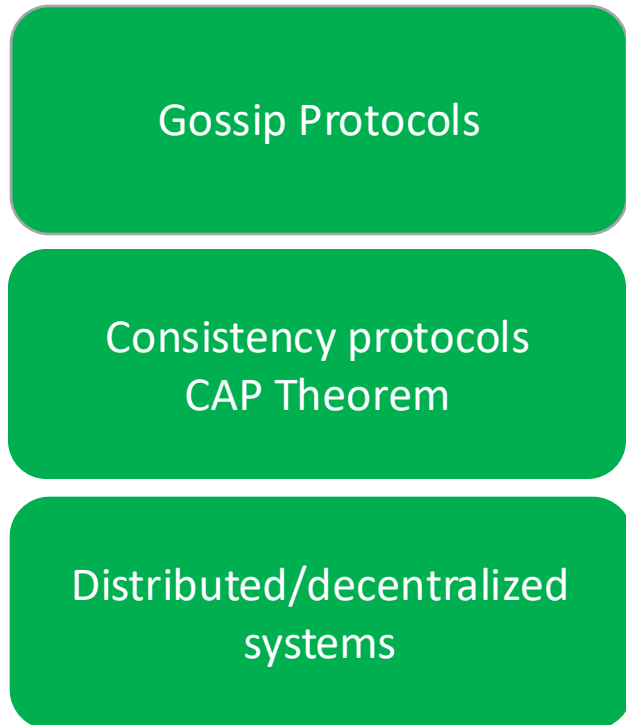 Gossip Protocols
Consistency protocols
CAP Theorem
Distributed/decentralized
systems